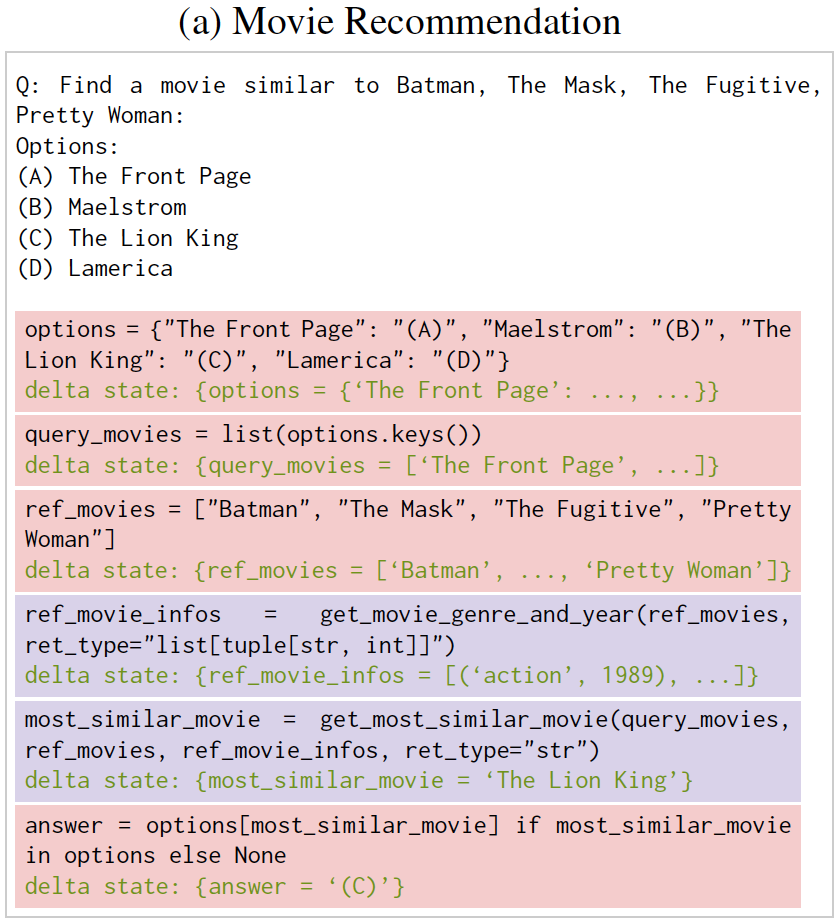 (a) Movie Recommendation
Q: Find a movie similar to Batman, The Mask, The Fugitive,
Pretty Woman:
Options:
(A) The Front Page
(B) Maelstrom
(C) The Lion King
(D) Lamerica
options = {"The Front Page": "(A)", "Maelstrom": "(B)", "The
Lion King": "(C)", "Lamerica": "(D)"}
delta state: {options = {‘The Front Page’: ..., ...}}
query_movies = list(options.keys())
delta state: {query_movies = [‘The Front Page’, ...]}
ref_movies = ["Batman", "The Mask", "The Fugitive", "Pretty
Woman"]
delta state: {ref_movies = [‘Batman’, ..., ‘Pretty Woman’]}
ref_movie_infos = get_movie_genre_and_year(ref_movies,
ret_type="list[tuple[str, int]]")
delta state: {ref_movie_infos = [(‘action’, 1989), ...]}
most_similar_movie = get_most_similar_movie(query_movies,
ref_movies, ref_movie_infos, ret_type="str")
delta state: {most_similar_movie = ‘The Lion King’}
answer = options[most_similar_movie] if most_similar_movie
in options else None
delta state: {answer = ‘(C)’}